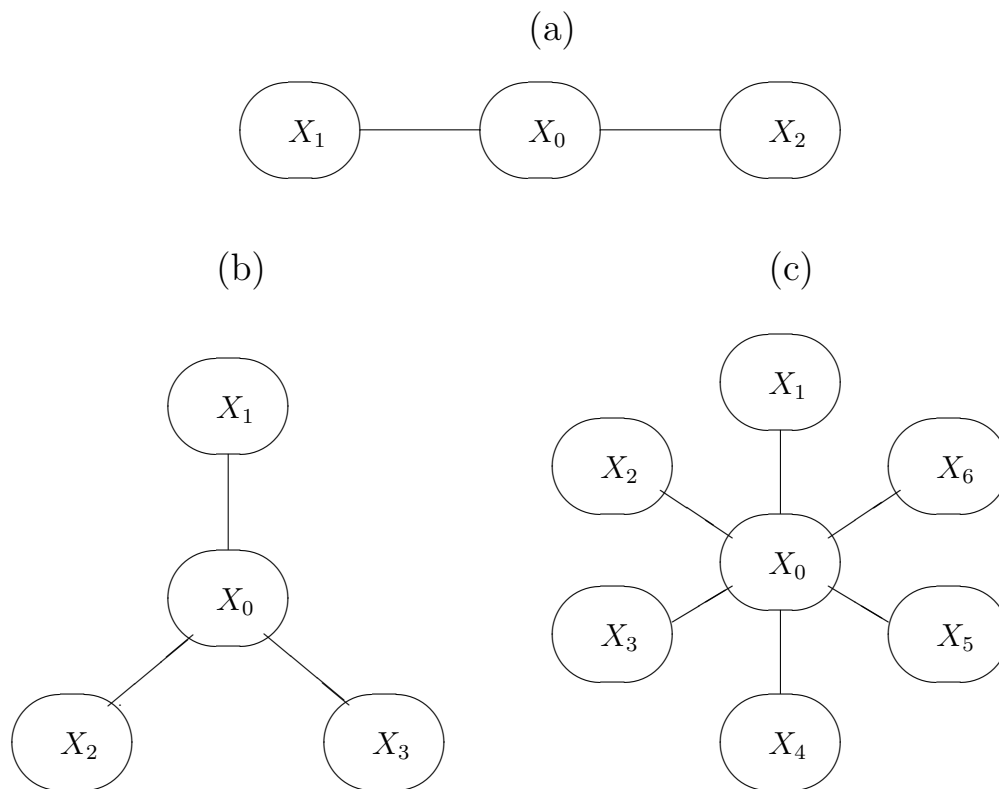 (a)
X₁ X₀ X₂
(b)
X₁
X₀
X₂ X₃
(c)
X₁
X₂ X₆
X₀
X₃ X₅
X₄